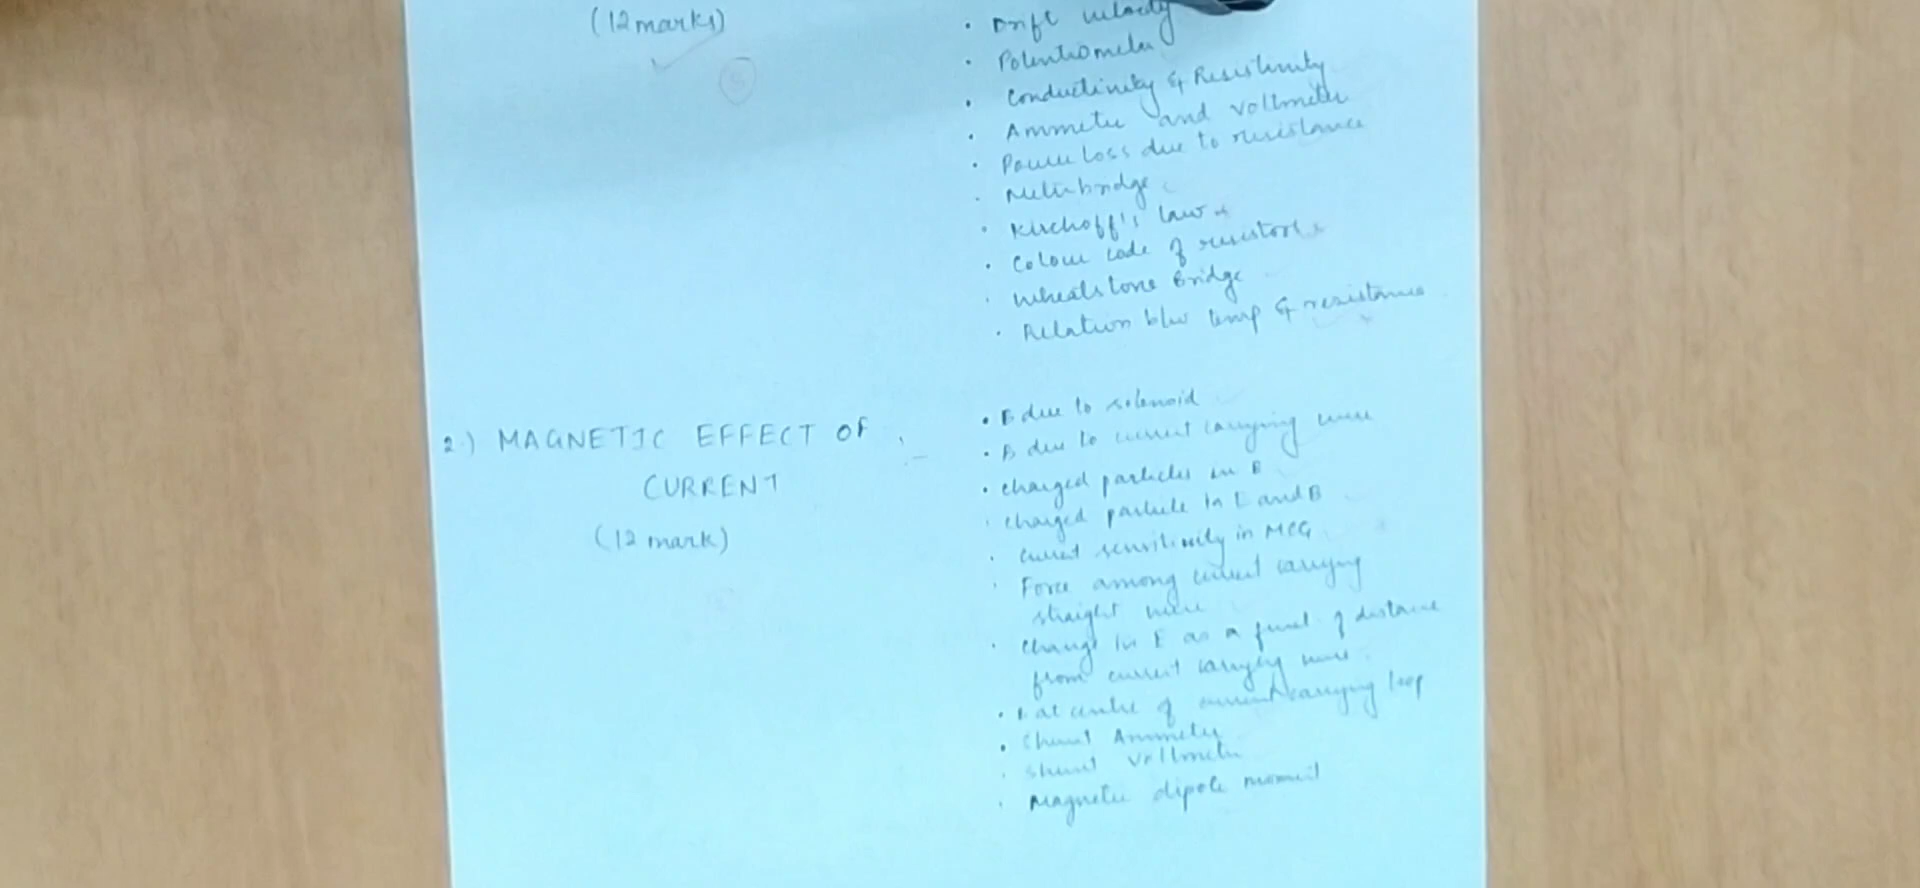 (12 marks)
5
• Drift velocity
• Potentiometer
• Conductivity & Resistivity
• Ammeter and voltmeter
• Power Loss due to resistance
• Meterbridge
• Kirchoff's laws
• Colour code of resistors
• Wheatstone Bridge
• Relation b/w temp & resistance
2.) MAGNETIC EFFECT OF
CURRENT
(12 mark)
• B due to solenoid
• B due to current carrying wire
• charged particles in B
• charged particle in E and B
• current sensitivity in MCG
• Force among current carrying
straight wire
• change in as a funct. of distance
from current carrying wire
• at centre of current carrying loop
• Shunt Ammeter
• Shunt Voltmeter
• Magnetic dipole moment